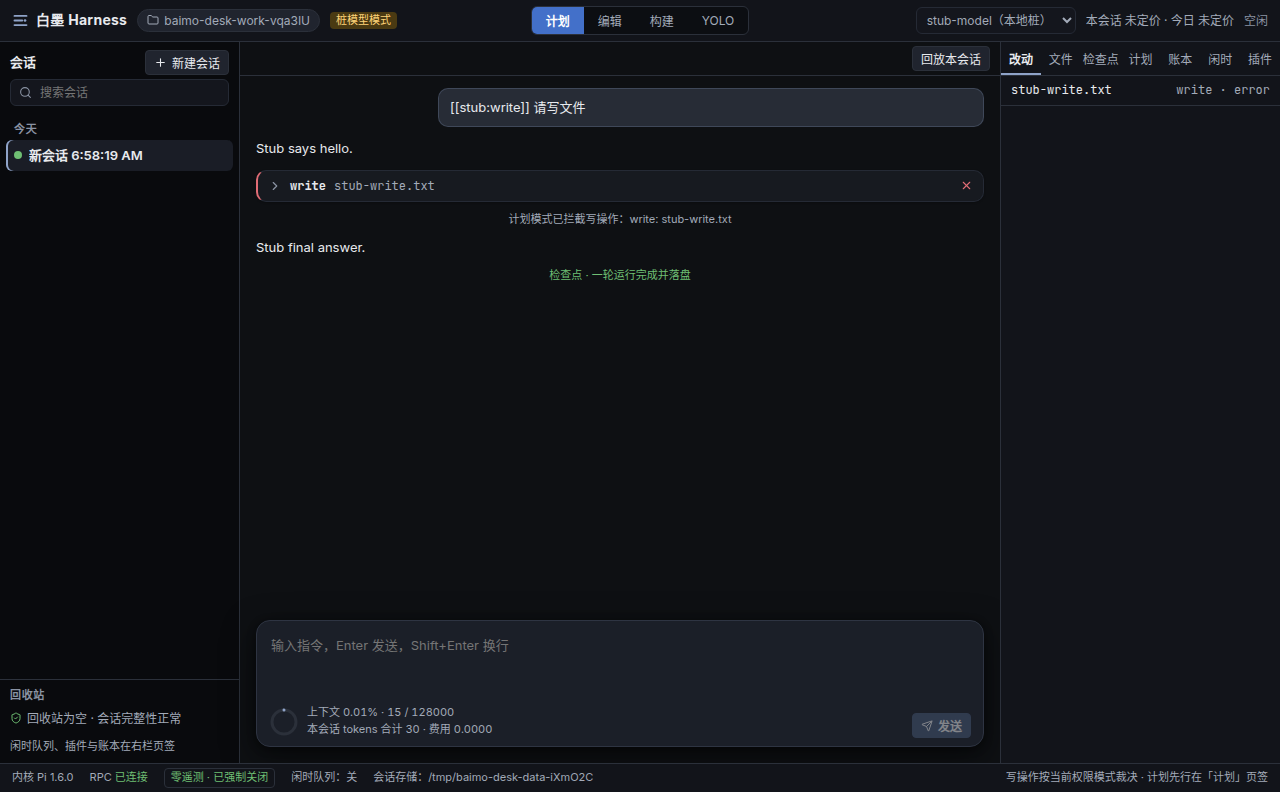 白墨 Harness
baimo-desk-work-vqa3IU
桩模型模式
计划 编辑 构建 YOLO
stub-model（本地桩）
本会话 未定价 · 今日 未定价 空闲
会话
新建会话
搜索会话
今天
新会话 6:58:19 AM
回收站
回收站为空 · 会话完整性正常
闲时队列、插件与账本在右栏页签
回放本会话
[[stub:write]] 请写文件
Stub says hello.
write stub-write.txt
计划模式已拦截写操作：write: stub-write.txt
Stub final answer.
检查点 · 一轮运行完成并落盘
输入指令，Enter 发送，Shift+Enter 换行
上下文 0.01% · 15 / 128000
本会话 tokens 合计 30 · 费用 0.0000
发送
改动 文件 检查点 计划 账本 闲时 插件
stub-write.txt write · error
内核 Pi 1.6.0 RPC 已连接 零遥测 · 已强制关闭 闲时队列：关 会话存储：/tmp/baimo-desk-data-iXmO2C
写操作按当前权限模式裁决 · 计划先行在「计划」页签